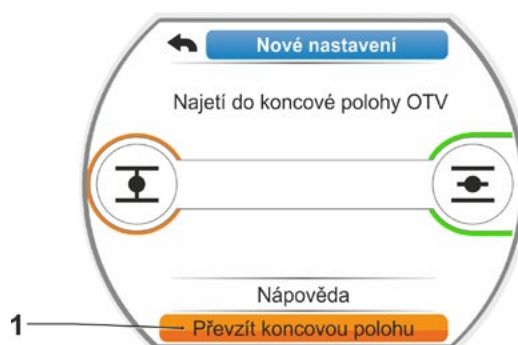 Nové nastavení
Najetí do koncové polohy OTV
Nápověda
1
Převzít koncovou polohu